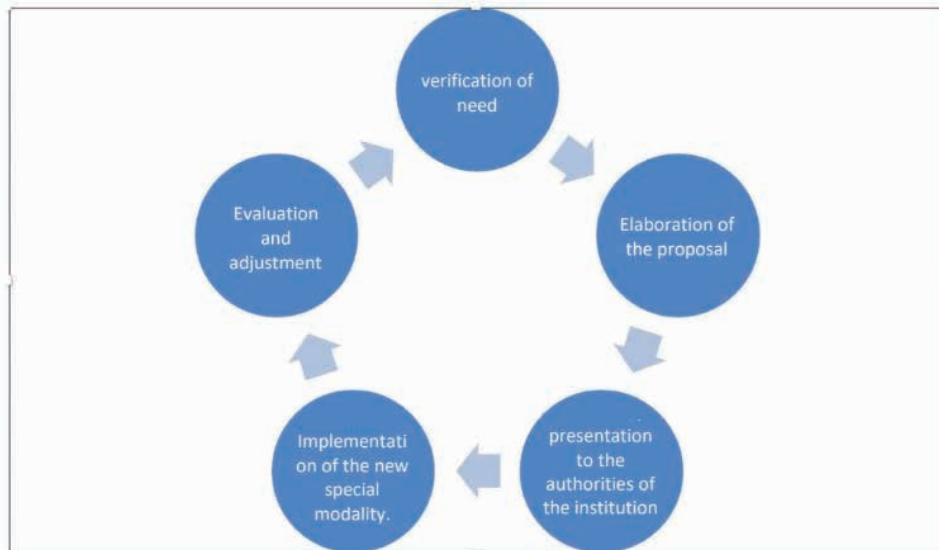 verification of
need
Elaboration of
the proposal
presentation
to the
authorities of
the institution
Implementati
on of the new
special
modality.
Evaluation
and
adjustment